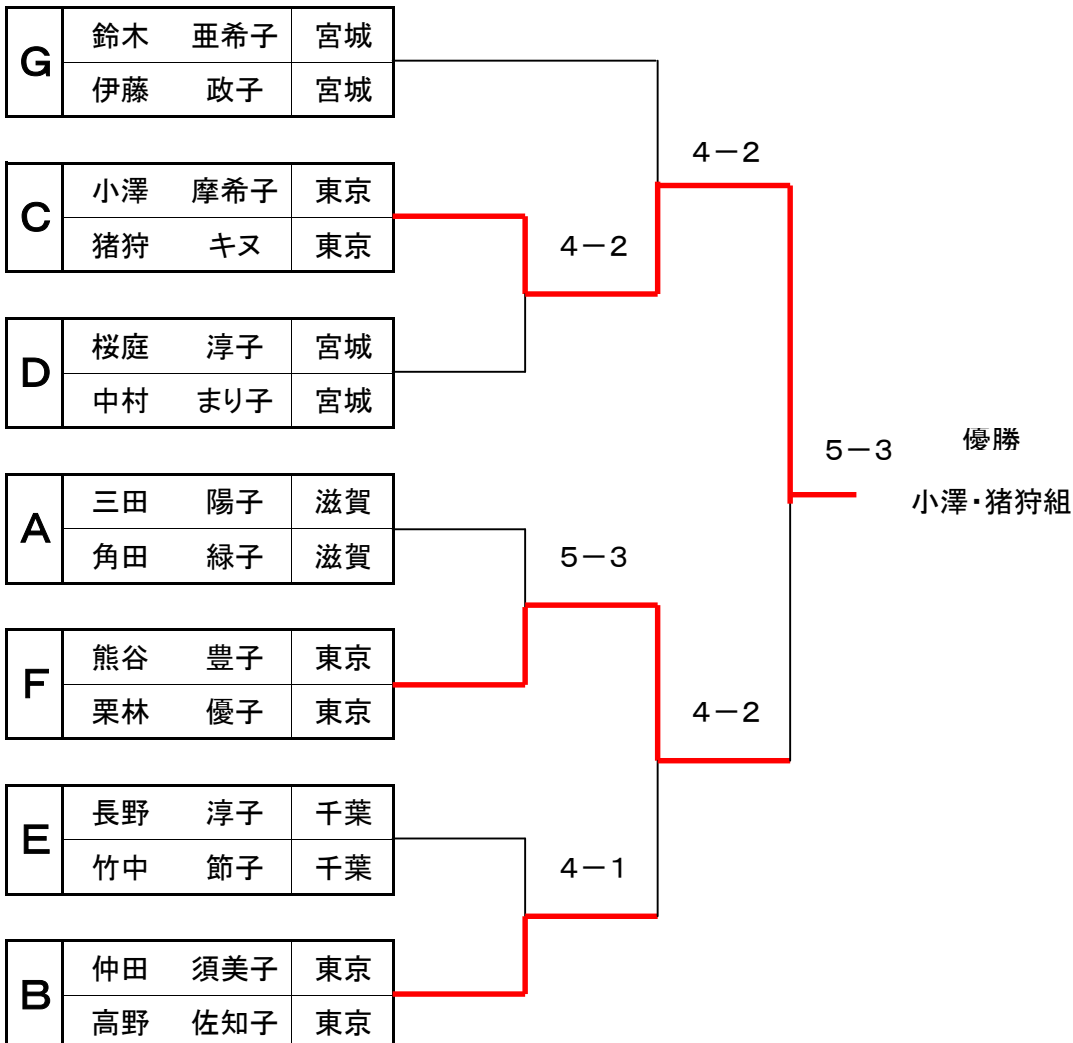 G 鈴木 亜希子 宮城
伊藤 政子 宮城
4－2
C 小澤 摩希子 東京
猪狩 キヌ 東京
4－2
D 桜庭 淳子 宮城
中村 まり子 宮城
5－3 優勝
小澤・猪狩組
A 三田 陽子 滋賀
角田 緑子 滋賀
5－3
F 熊谷 豊子 東京
栗林 優子 東京
4－2
E 長野 淳子 千葉
竹中 節子 千葉
4－1
B 仲田 須美子 東京
高野 佐知子 東京